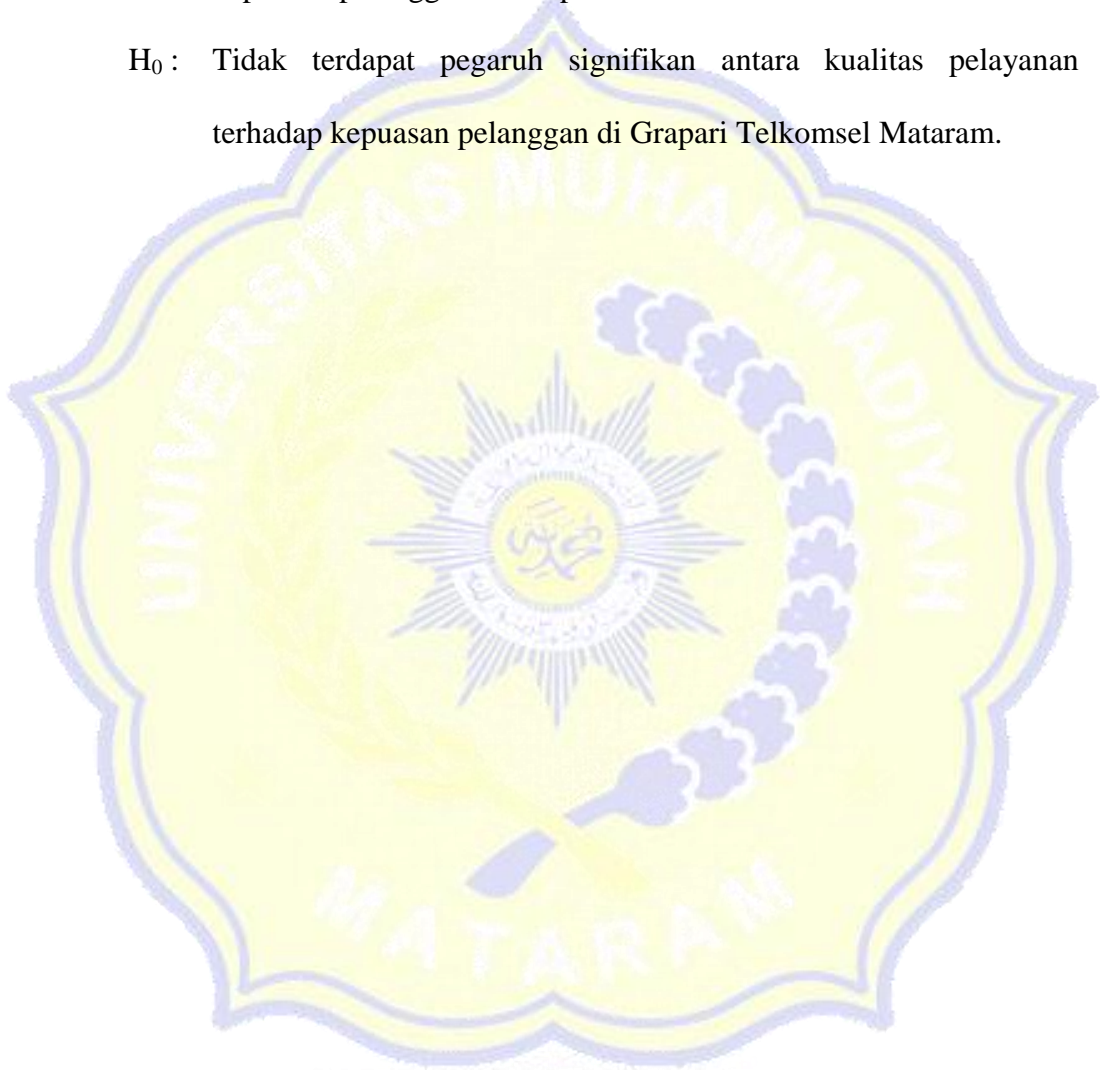 H₀ : Tidak terdapat pegaruh signifikan antara kualitas pelayanan
terhadap kepuasan pelanggan di Grapari Telkomsel Mataram.
UNIVERSITAS MUHAMMADIYAH
MATARAM